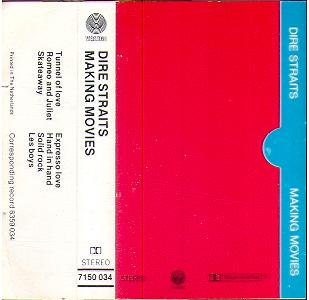 Tunnel of love
Romeo and Juliet
Skateaway
Expresso love
Hand in hand
Solid rock
Les boys
Printed in The Netherlands
Corresponding record 6359 034
DIRE STRAITS
MAKING MOVIES
STEREO
7150 034
STEREO
DIRE STRAITS
MAKING MOVIES